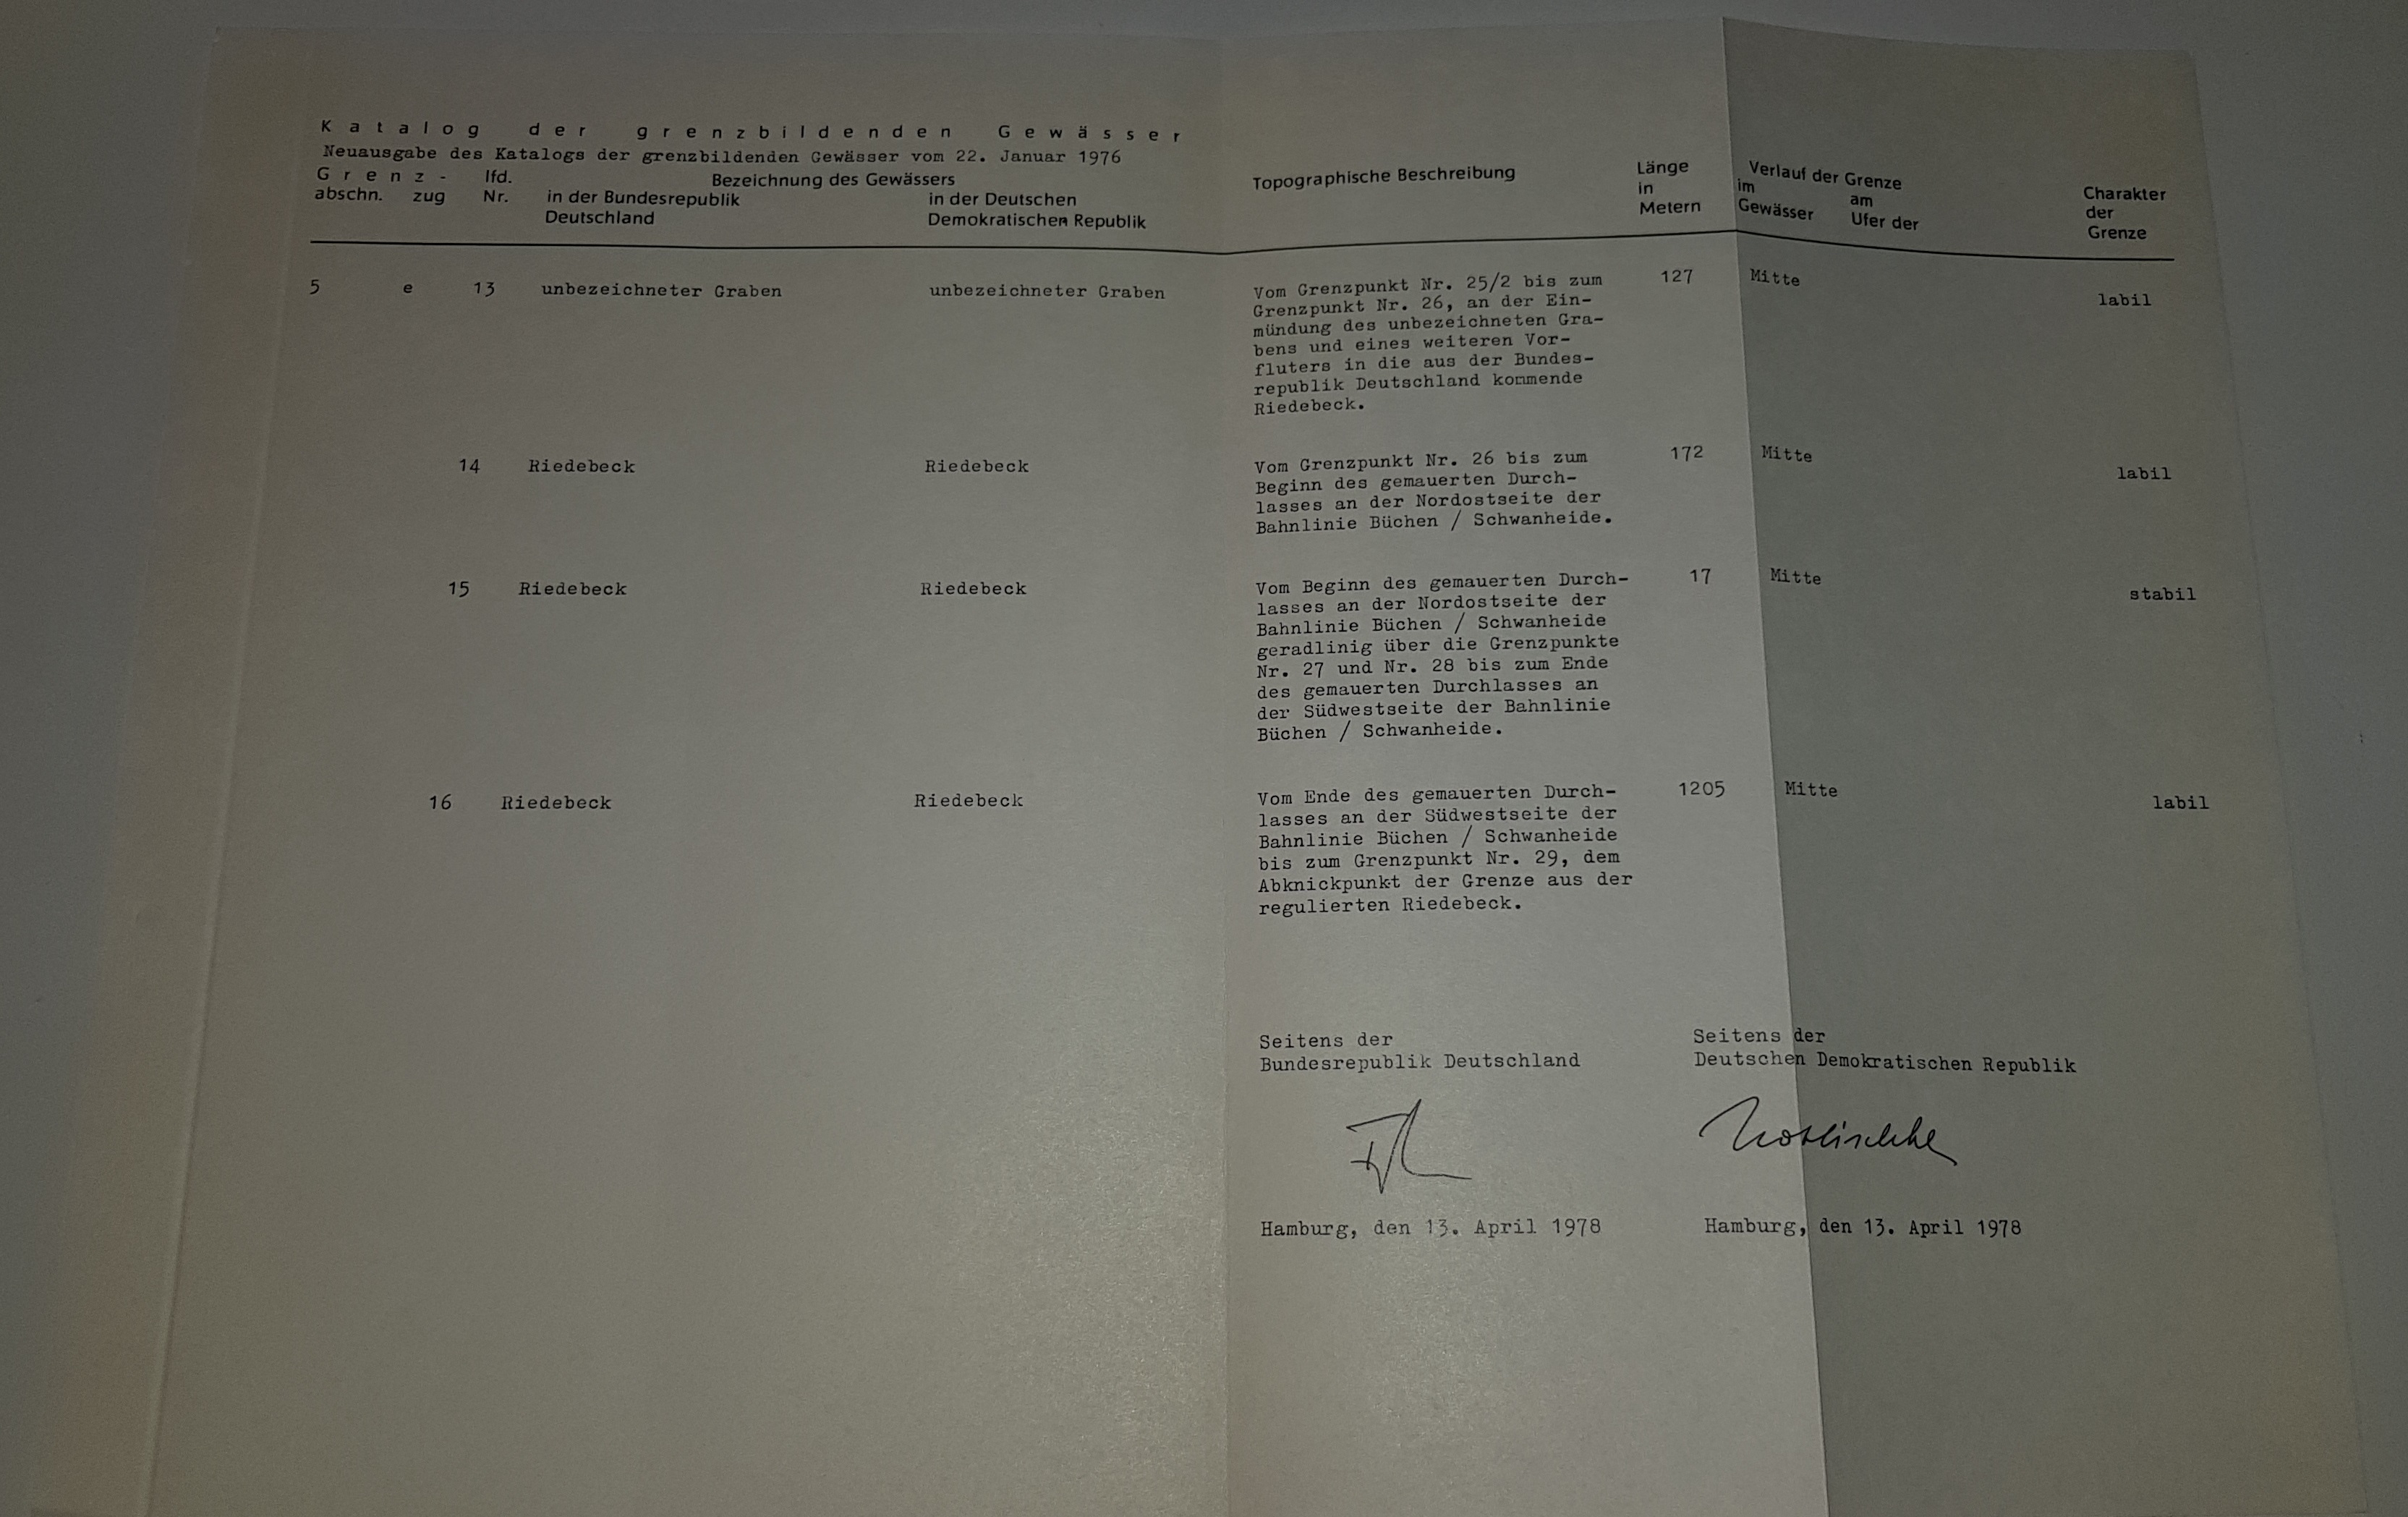 Katalog der grenzbildenden Gewässer
Neuausgabe des Katalogs der grenzbildenden Gewässer vom 22. Januar 1976
Grenz- lfd. Bezeichnung des Gewässers Topographische Beschreibung Länge Verlauf der Grenze Charakter
abschn. zug Nr. in der Bundesrepublik in der Deutschen in im am der
Deutschland Demokratischen Republik Metern Gewässer Ufer der Grenze
5 e 13 unbezeichneter Graben unbezeichneter Graben Vom Grenzpunkt Nr. 25/2 bis zum 127 Mitte labil
Grenzpunkt Nr. 26, an der Ein-
mündung des unbezeichneten Gra-
bens und eines weiteren Vor-
fluters in die aus der Bundes-
republik Deutschland kommende
Riedebeck.
14 Riedebeck Riedebeck Vom Grenzpunkt Nr. 26 bis zum 172 Mitte labil
Beginn des gemauerten Durch-
lasses an der Nordostseite der
Bahnlinie Büchen / Schwanheide.
15 Riedebeck Riedebeck Vom Beginn des gemauerten Durch- 17 Mitte stabil
lasses an der Nordostseite der
Bahnlinie Büchen / Schwanheide
geradlinig über die Grenzpunkte
Nr. 27 und Nr. 28 bis zum Ende
des gemauerten Durchlasses an
der Südwestseite der Bahnlinie
Büchen / Schwanheide.
16 Riedebeck Riedebeck Vom Ende des gemauerten Durch- 1205 Mitte labil
lasses an der Südwestseite der
Bahnlinie Büchen / Schwanheide
bis zum Grenzpunkt Nr. 29, dem
Abknickpunkt der Grenze aus der
regulierten Riedebeck.
Seitens der Seitens der
Bundesrepublik Deutschland Deutschen Demokratischen Republik
Hamburg, den 13. April 1978 Hamburg, den 13. April 1978